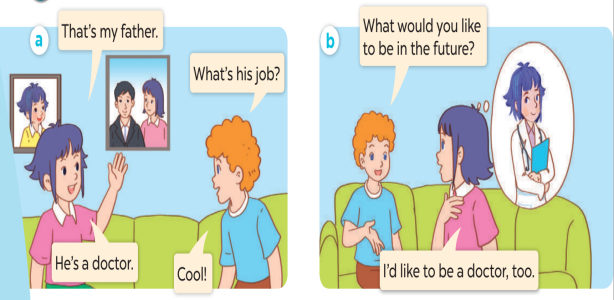 a
That's my father.
What's his job?
He's a doctor.
Cool!
b
What would you like
to be in the future?
I'd like to be a doctor, too.